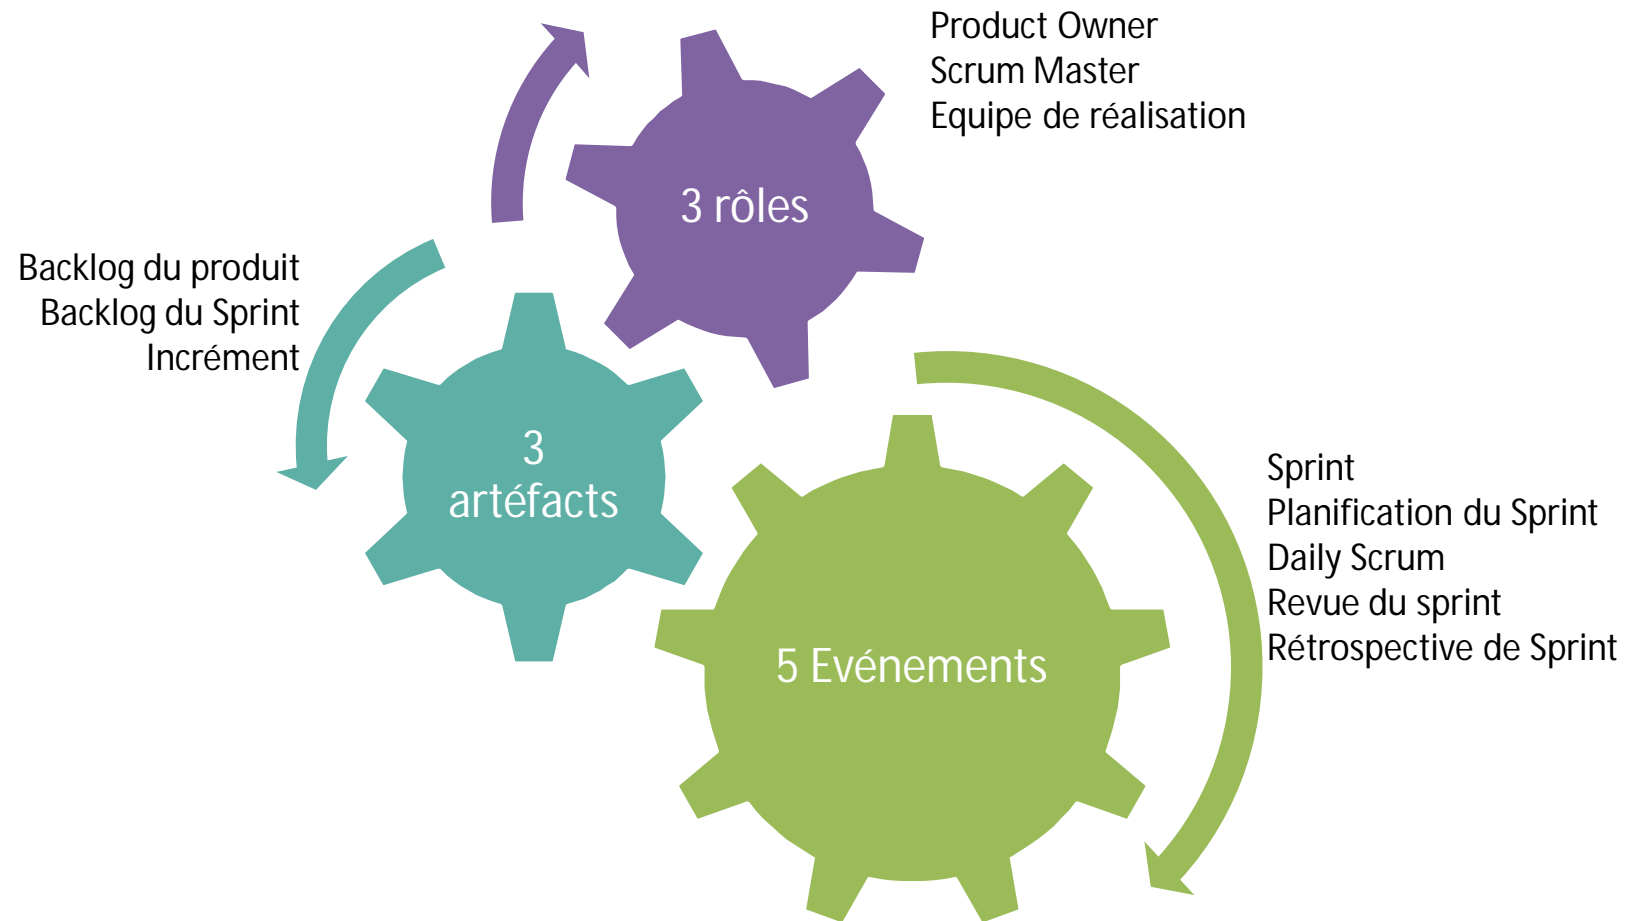 Product Owner
Scrum Master
Equipe de réalisation
3 rôles
Backlog du produit
Backlog du Sprint
Incrément
3
artéfacts
Sprint
Planification du Sprint
Daily Scrum
Revue du sprint
Rétrospective de Sprint
5 Evénements